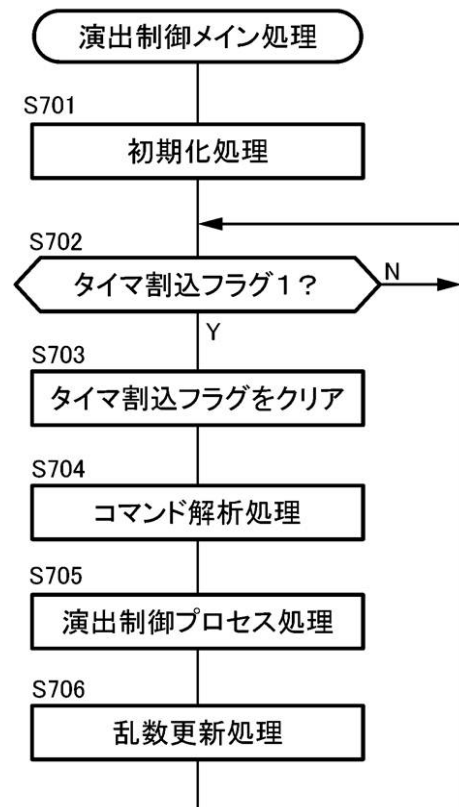 演出制御メイン処理
S701
初期化処理
S702
タイマ割込フラグ1?
N
Y
S703
タイマ割込フラグをクリア
S704
コマンド解析処理
S705
演出制御プロセス処理
S706
乱数更新処理